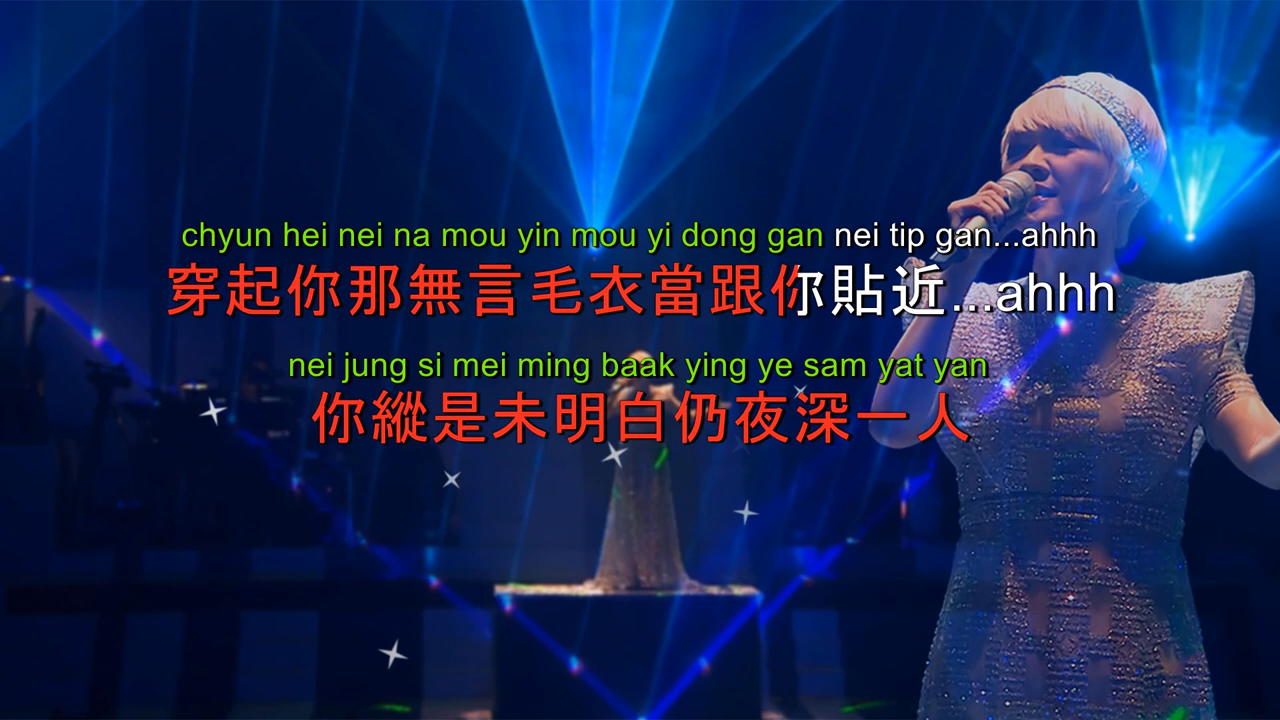 chyun hei nei na mou yin mou yi dong gan nei tip gan...ahhh
穿起你那無言毛衣當跟你貼近...ahhh
nei jung si mei ming baak ying ye sam yat yan
你縱是未明白仍夜深一人